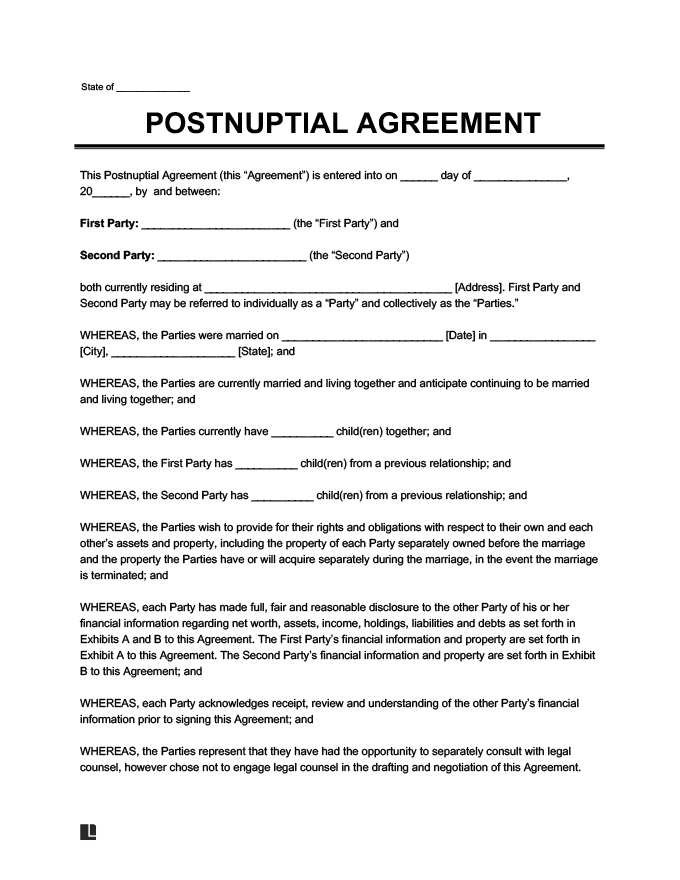 State of ______________
POSTNUPTIAL AGREEMENT
This Postnuptial Agreement (this “Agreement”) is entered into on ______ day of _______________,
20______, by  and between:
First Party: ________________________ (the “First Party”) and
Second Party: ________________________ (the “Second Party”)
both currently residing at ________________________________________ [Address]. First Party and
Second Party may be referred to individually as a “Party” and collectively as the “Parties.”
WHEREAS, the Parties were married on __________________________ [Date] in _________________
[City], ____________________ [State]; and
WHEREAS, the Parties are currently married and living together and anticipate continuing to be married
and living together; and
WHEREAS, the Parties currently have __________ child(ren) together; and
WHEREAS, the First Party has __________ child(ren) from a previous relationship; and
WHEREAS, the Second Party has __________ child(ren) from a previous relationship; and
WHEREAS, the Parties wish to provide for their rights and obligations with respect to their own and each
other’s assets and property, including the property of each Party separately owned before the marriage
and the property the Parties have or will acquire separately during the marriage, in the event the marriage
is terminated; and
WHEREAS, each Party has made full, fair and reasonable disclosure to the other Party of his or her
financial information regarding net worth, assets, income, holdings, liabilities and debts as set forth in
Exhibits A and B to this Agreement. The First Party’s financial information and property are set forth in
Exhibit A to this Agreement. The Second Party’s financial information and property are set forth in Exhibit
B to this Agreement; and
WHEREAS, each Party acknowledges receipt, review and understanding of the other Party’s financial
information prior to signing this Agreement; and
WHEREAS, the Parties represent that they have had the opportunity to separately consult with legal
counsel, however chose not to engage legal counsel in the drafting and negotiation of this Agreement.